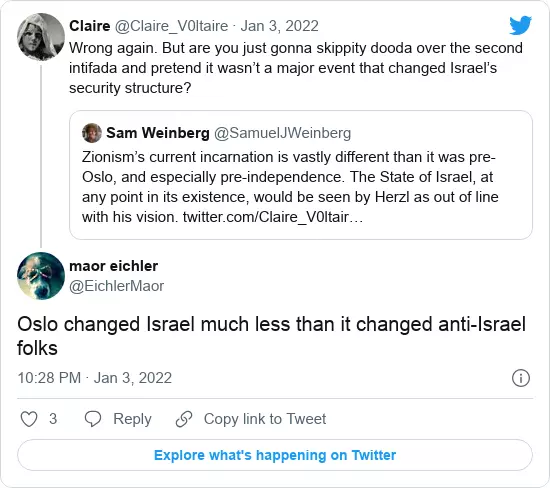 Claire @Claire_V0ltaire · Jan 3, 2022
Wrong again. But are you just gonna skippity dooda over the second
intifada and pretend it wasn’t a major event that changed Israel’s
security structure?
Sam Weinberg @SamuelJWeinberg
Zionism’s current incarnation is vastly different than it was pre-
Oslo, and especially pre-independence. The State of Israel, at
any point in its existence, would be seen by Herzl as out of line
with his vision. twitter.com/Claire_V0ltair…
maor eichler
@EichlerMaor
Oslo changed Israel much less than it changed anti-Israel
folks
10:28 PM · Jan 3, 2022
3 Reply Copy link to Tweet
Explore what's happening on Twitter